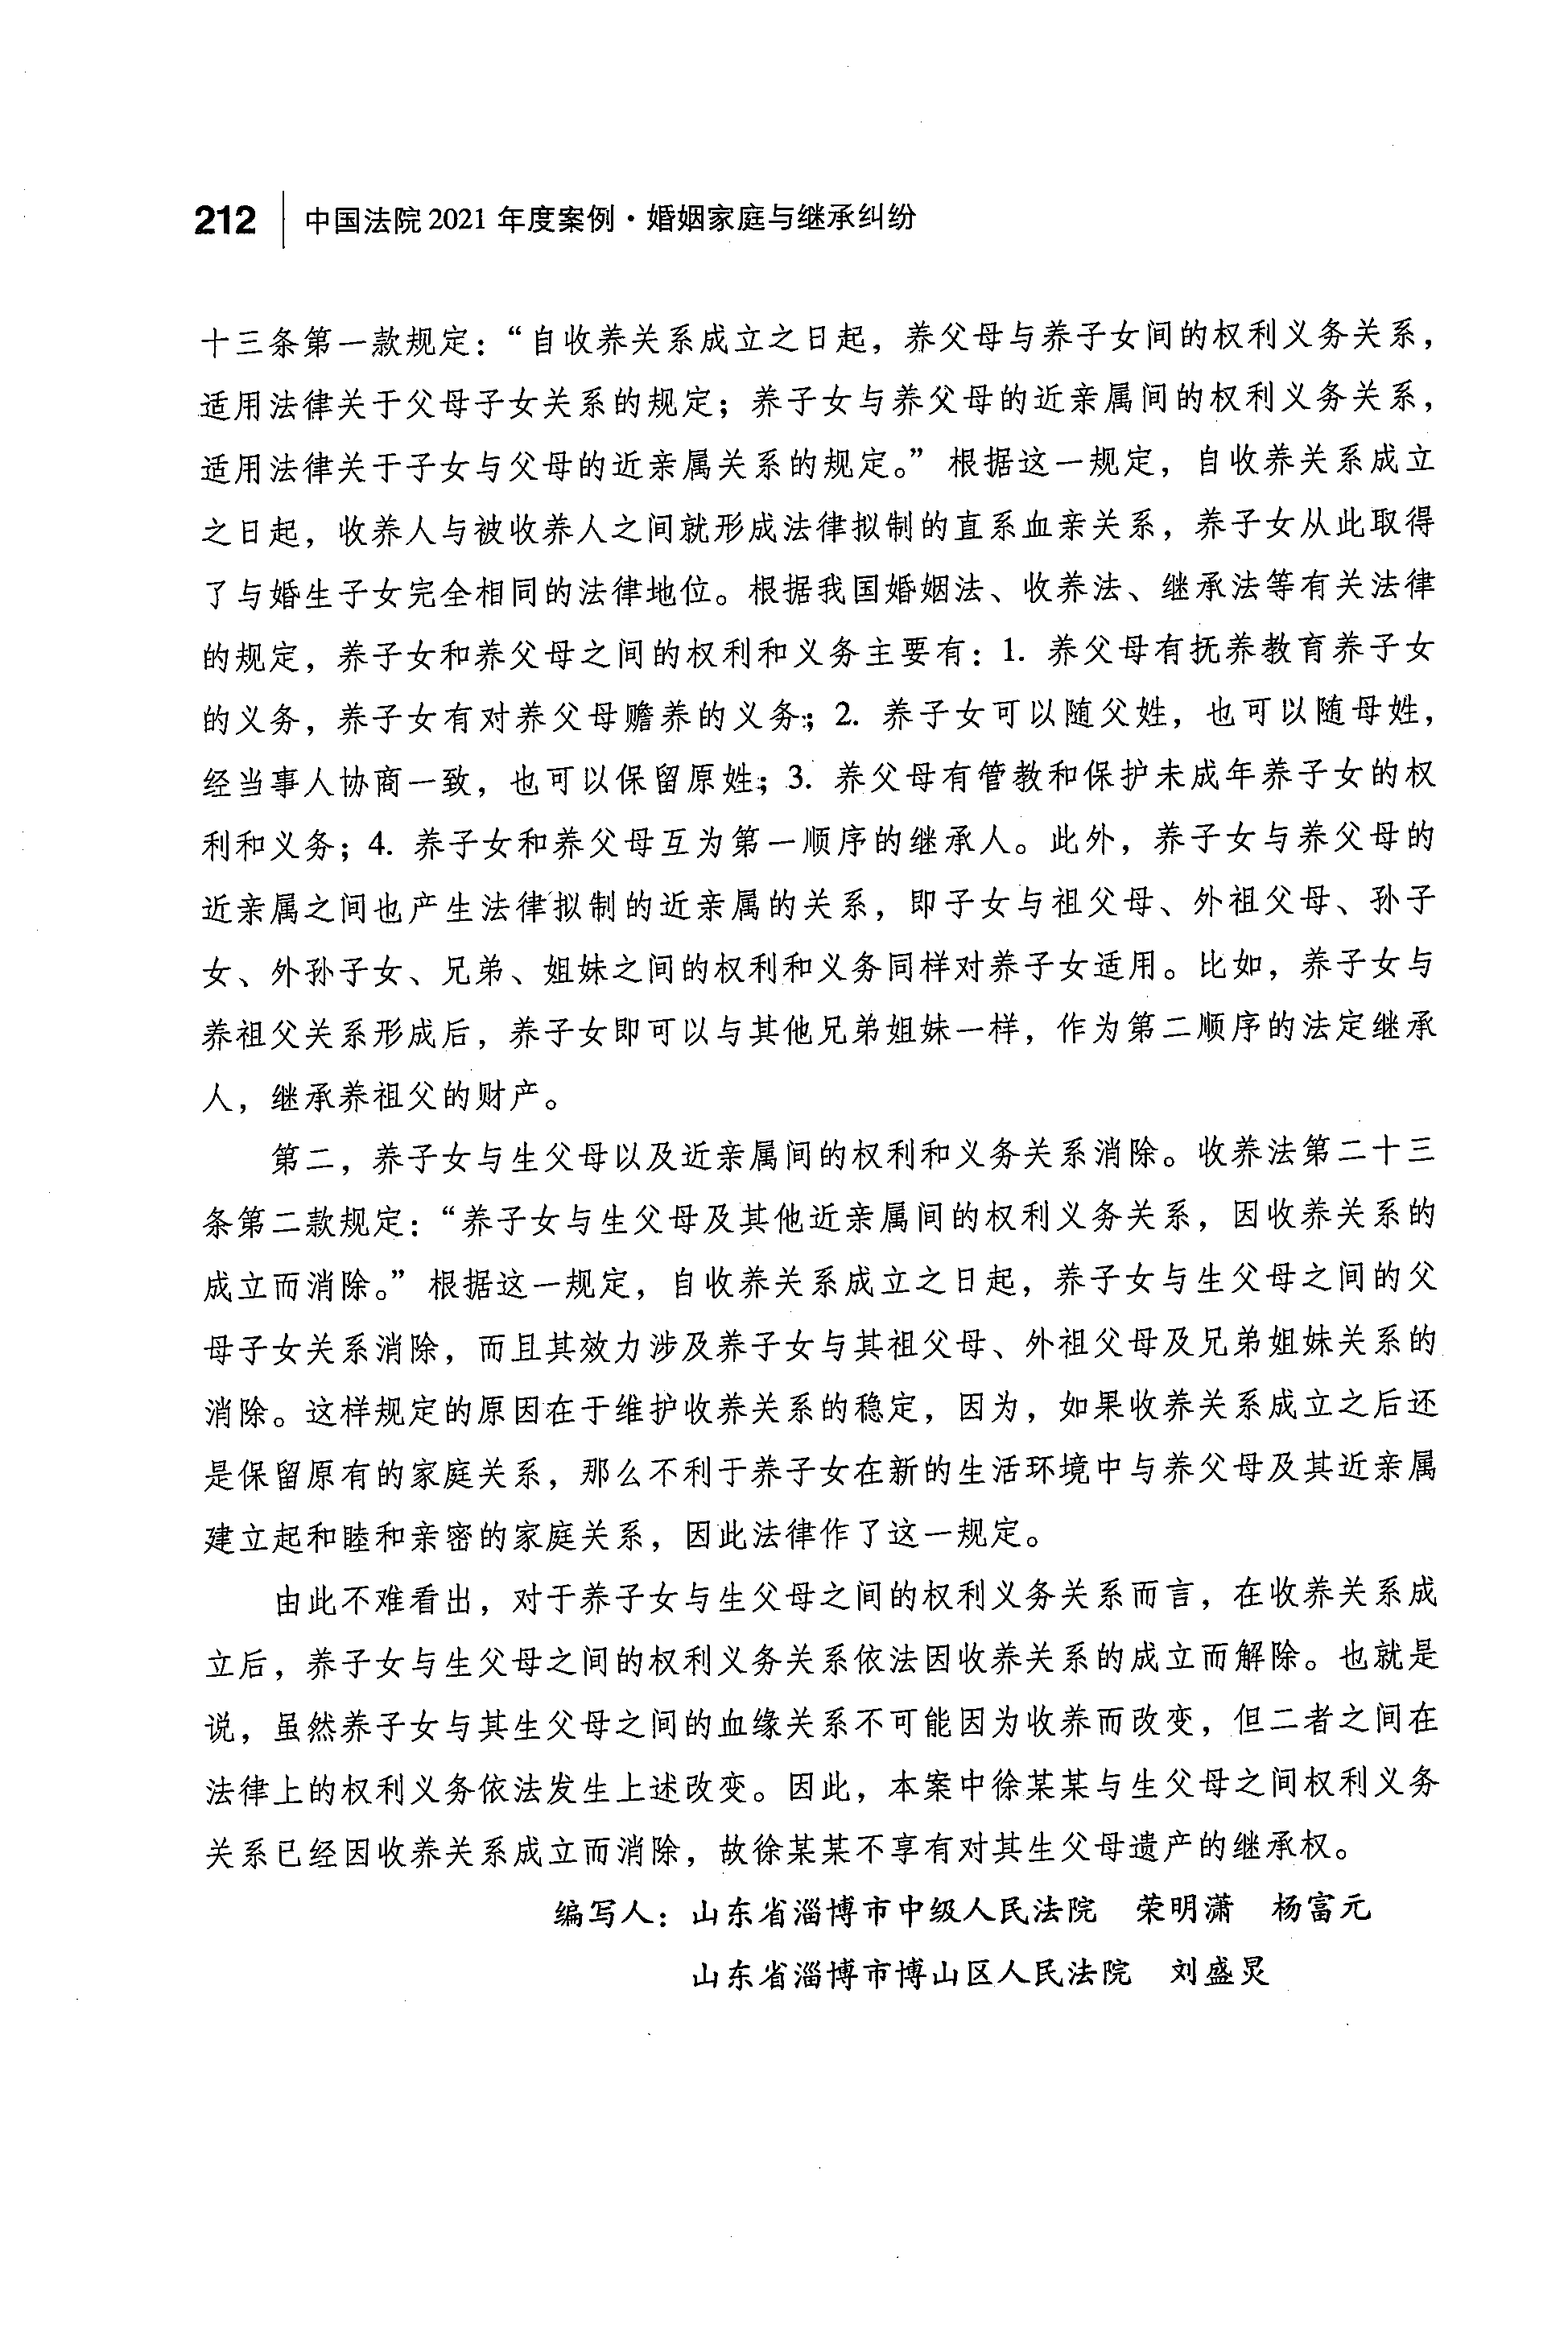 212 中国法院2021年度案例·婚姻家庭与继承纠纷
十三条第一款规定：“自收养关系成立之日起，养父母与养子女间的权利义务关系，
适用法律关于父母子女关系的规定；养子女与养父母的近亲属间的权利义务关系，
适用法律关于子女与父母的近亲属关系的规定。”根据这一规定，自收养关系成立
之日起，收养人与被收养人之间就形成法律拟制的直系血亲关系，养子女从此取得
了与婚生子女完全相同的法律地位。根据我国婚姻法、收养法、继承法等有关法律
的规定，养子女和养父母之间的权利和义务主要有：1. 养父母有抚养教育养子女
的义务，养子女有对养父母赡养的义务；2. 养子女可以随父姓，也可以随母姓，
经当事人协商一致，也可以保留原姓；3. 养父母有管教和保护未成年养子女的权
利和义务；4. 养子女和养父母互为第一顺序的继承人。此外，养子女与养父母的
近亲属之间也产生法律拟制的近亲属的关系，即子女与祖父母、外祖父母、孙子
女、外孙子女、兄弟、姐妹之间的权利和义务同样对养子女适用。比如，养子女与
养祖父关系形成后，养子女即可以与其他兄弟姐妹一样，作为第二顺序的法定继承
人，继承养祖父的财产。
第二，养子女与生父母以及近亲属间的权利和义务关系消除。收养法第二十三
条第二款规定：“养子女与生父母及其他近亲属间的权利义务关系，因收养关系的
成立而消除。”根据这一规定，自收养关系成立之日起，养子女与生父母之间的父
母子女关系消除，而且其效力涉及养子女与其祖父母、外祖父母及兄弟姐妹关系的
消除。这样规定的原因在于维护收养关系的稳定，因为，如果收养关系成立之后还
是保留原有的家庭关系，那么不利于养子女在新的生活环境中与养父母及其近亲属
建立起和睦和亲密的家庭关系，因此法律作了这一规定。
由此不难看出，对于养子女与生父母之间的权利义务关系而言，在收养关系成
立后，养子女与生父母之间的权利义务关系依法因收养关系的成立而解除。也就是
说，虽然养子女与其生父母之间的血缘关系不可能因为收养而改变，但二者之间在
法律上的权利义务依法发生上述改变。因此，本案中徐某某与生父母之间权利义务
关系已经因收养关系成立而消除，故徐某某不享有对其生父母遗产的继承权。
编写人：山东省淄博市中级人民法院 荣明潇 杨富元
山东省淄博市博山区人民法院 刘盛炅